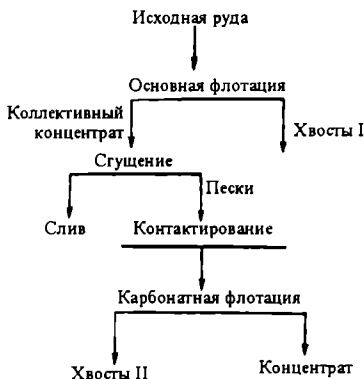 Исходная руда
Основная флотация
Коллективный
концентрат
Хвосты I
Сгущение
Пески
Слив
Контактирование
Карбонатная флотация
Хвосты II
Концентрат